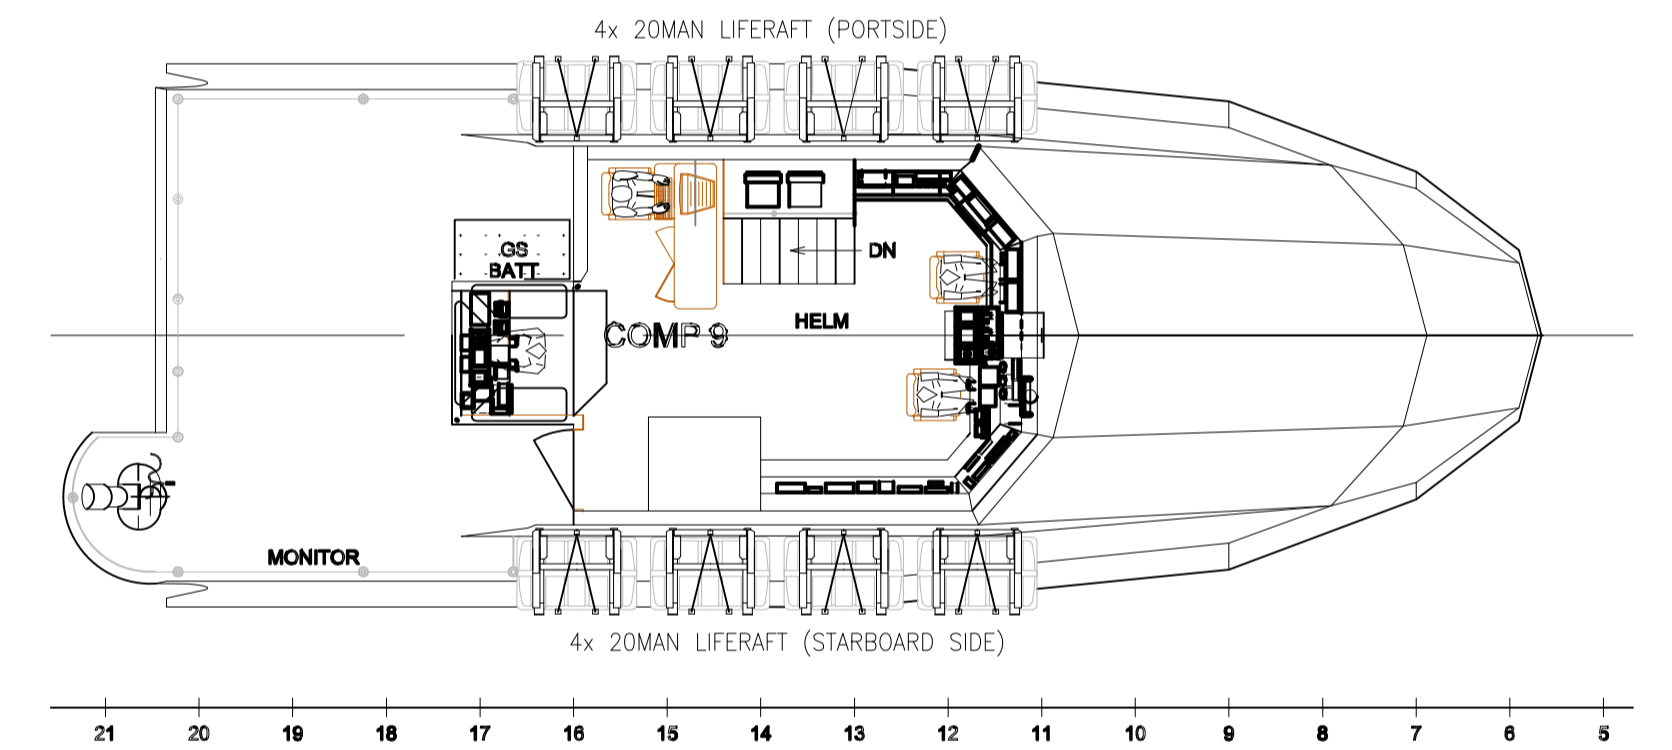 4x 20MAN LIFERAFT (PORTSIDE)
GS
BATT
DN
HELM
COMP 9
MONITOR
4x 20MAN LIFERAFT (STARBOARD SIDE)
21 20 19 18 17 16 15 14 13 12 11 10 9 8 7 6 5